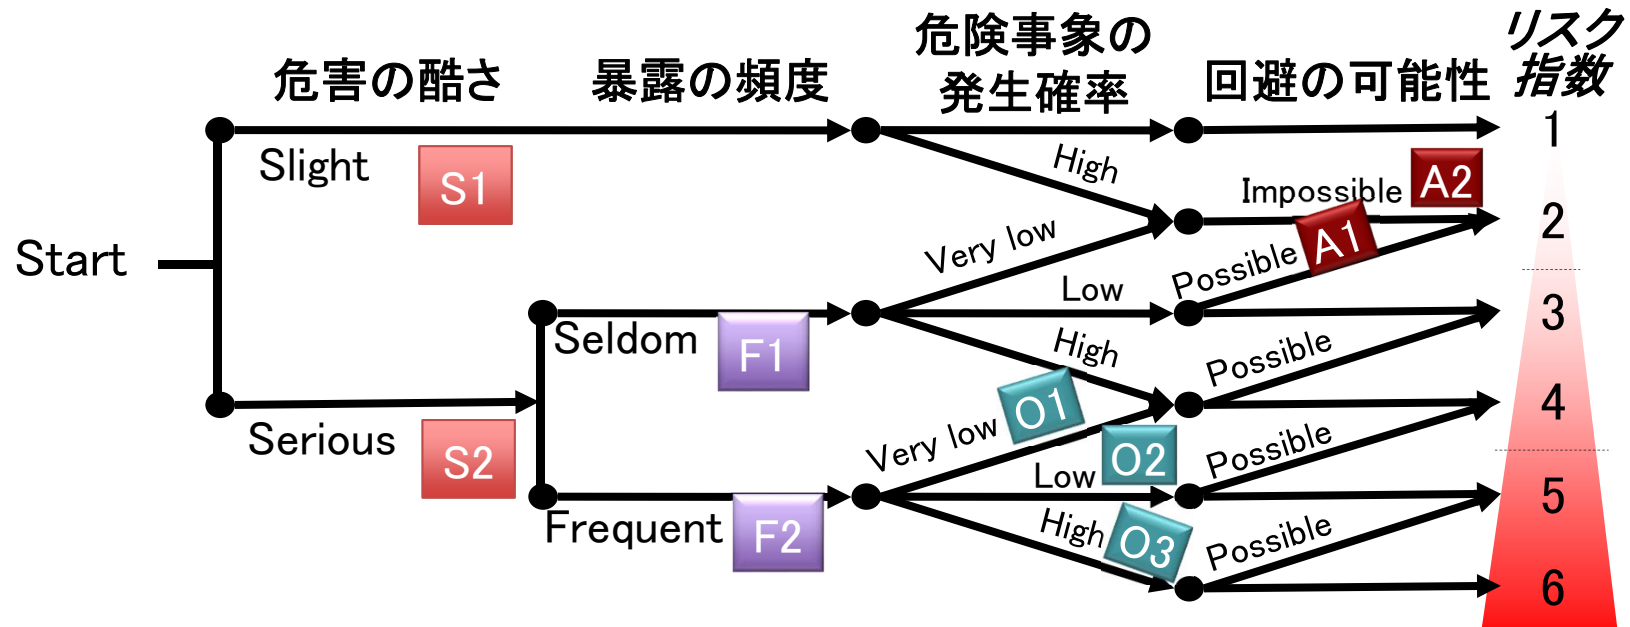 危害の酷さ
暴露の頻度
危険事象の
発生確率
回避の可能性
リスク
指数
Start
Slight
S1
Serious
S2
Seldom
F1
Frequent
F2
High
Very low
Low
High
Very low
O1
Low
O2
High
O3
Impossible
A2
Possible
A1
Possible
Possible
Possible
1
2
3
4
5
6